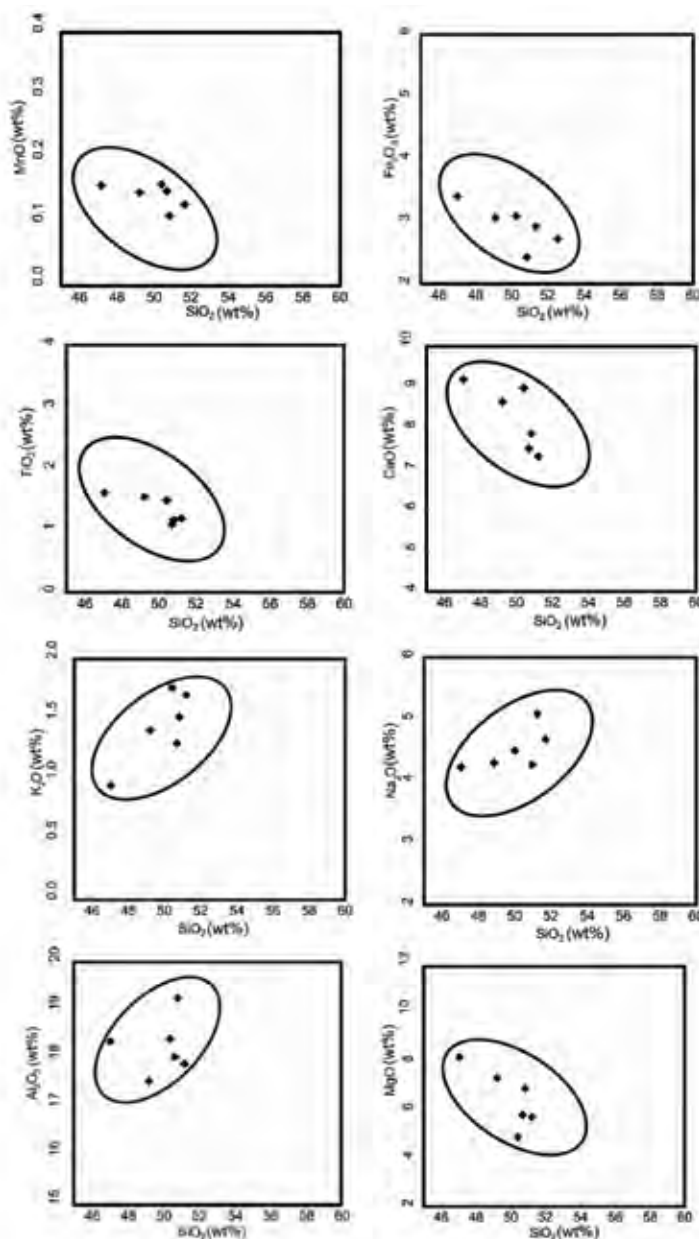 MnO (wt%)
0.0 0.1 0.2 0.3 0.4
46 48 50 52 54 56 58 60
SiO₂ (wt%)
Fe₂O₃ (wt%)
2 3 4 5 6
46 48 50 52 54 56 58 60
SiO₂ (wt%)
TiO₂ (wt%)
0 1 2 3 4
46 48 50 52 54 56 58 60
SiO₂ (wt%)
CaO (wt%)
4 5 6 7 8 9 10
46 48 50 52 54 56 58 60
SiO₂ (wt%)
K₂O (wt%)
0.0 0.5 1.0 1.5 2.0
46 48 50 52 54 56 58 60
SiO₂ (wt%)
Na₂O (wt%)
2 3 4 5 6
46 48 50 52 54 56 58 60
SiO₂ (wt%)
Al₂O₃ (wt%)
15 16 17 18 19 20
46 48 50 52 54 56 58 60
SiO₂ (wt%)
MgO (wt%)
2 4 6 8 10 12
46 48 50 52 54 56 58 60
SiO₂ (wt%)